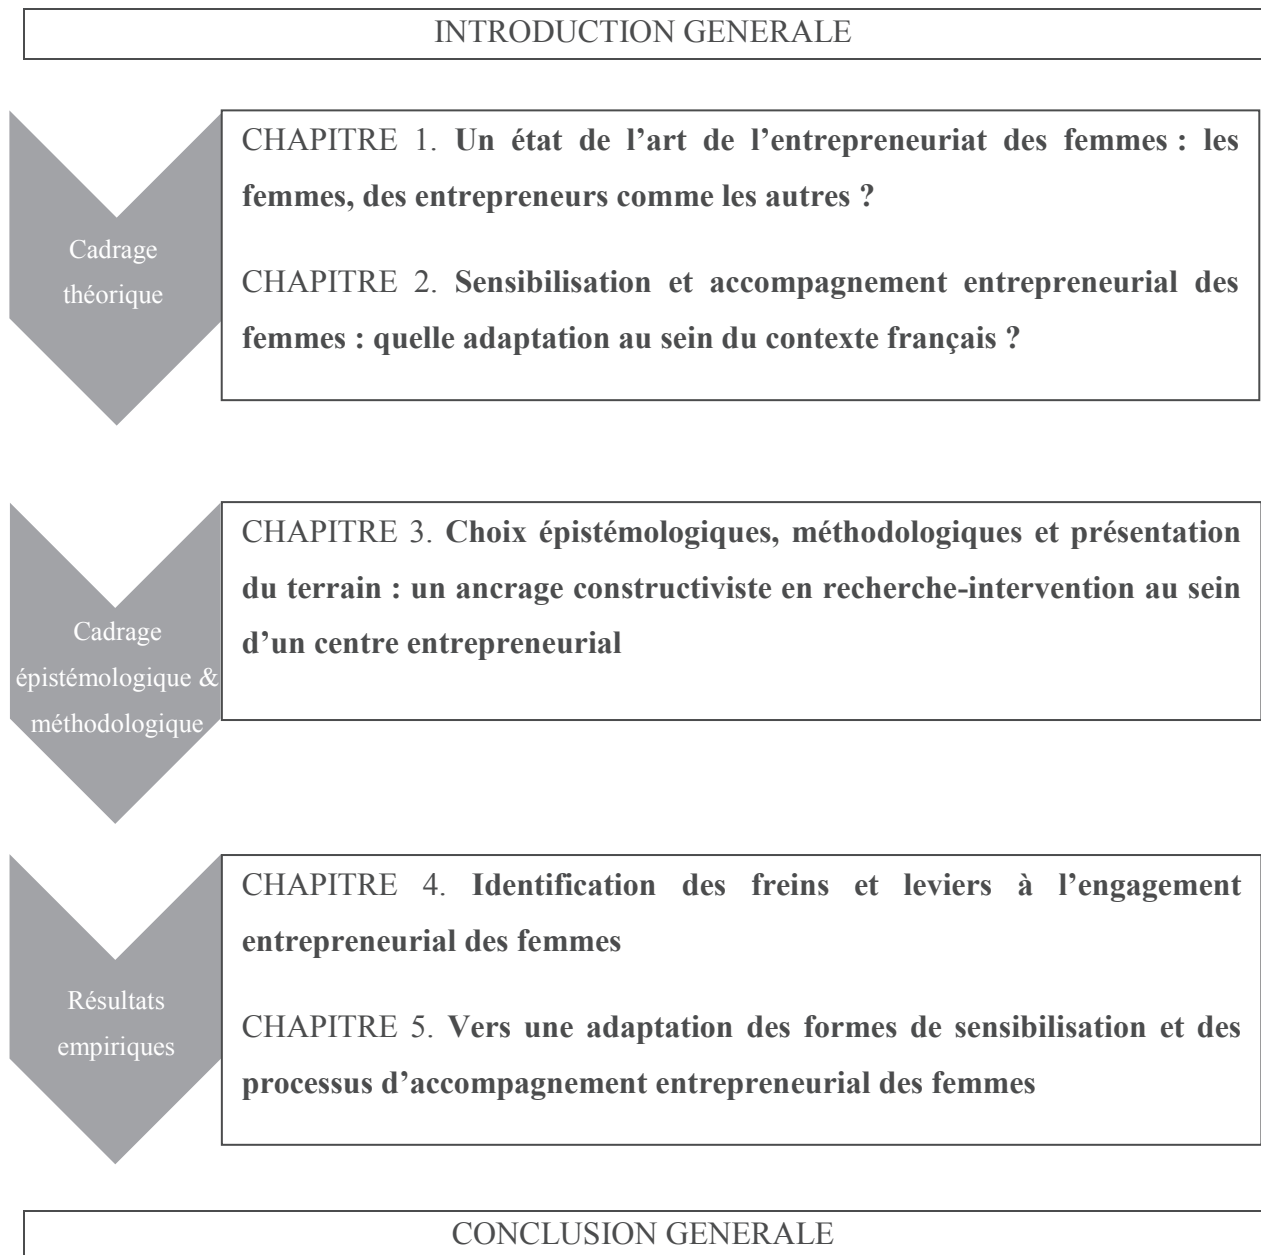 INTRODUCTION GENERALE
Cadrage
théorique
CHAPITRE 1. Un état de l’art de l’entrepreneuriat des femmes : les
femmes, des entrepreneurs comme les autres ?
CHAPITRE 2. Sensibilisation et accompagnement entrepreneurial des
femmes : quelle adaptation au sein du contexte français ?
Cadrage
épistémologique &
méthodologique
CHAPITRE 3. Choix épistémologiques, méthodologiques et présentation
du terrain : un ancrage constructiviste en recherche-intervention au sein
d’un centre entrepreneurial
Résultats
empiriques
CHAPITRE 4. Identification des freins et leviers à l’engagement
entrepreneurial des femmes
CHAPITRE 5. Vers une adaptation des formes de sensibilisation et des
processus d’accompagnement entrepreneurial des femmes
CONCLUSION GENERALE